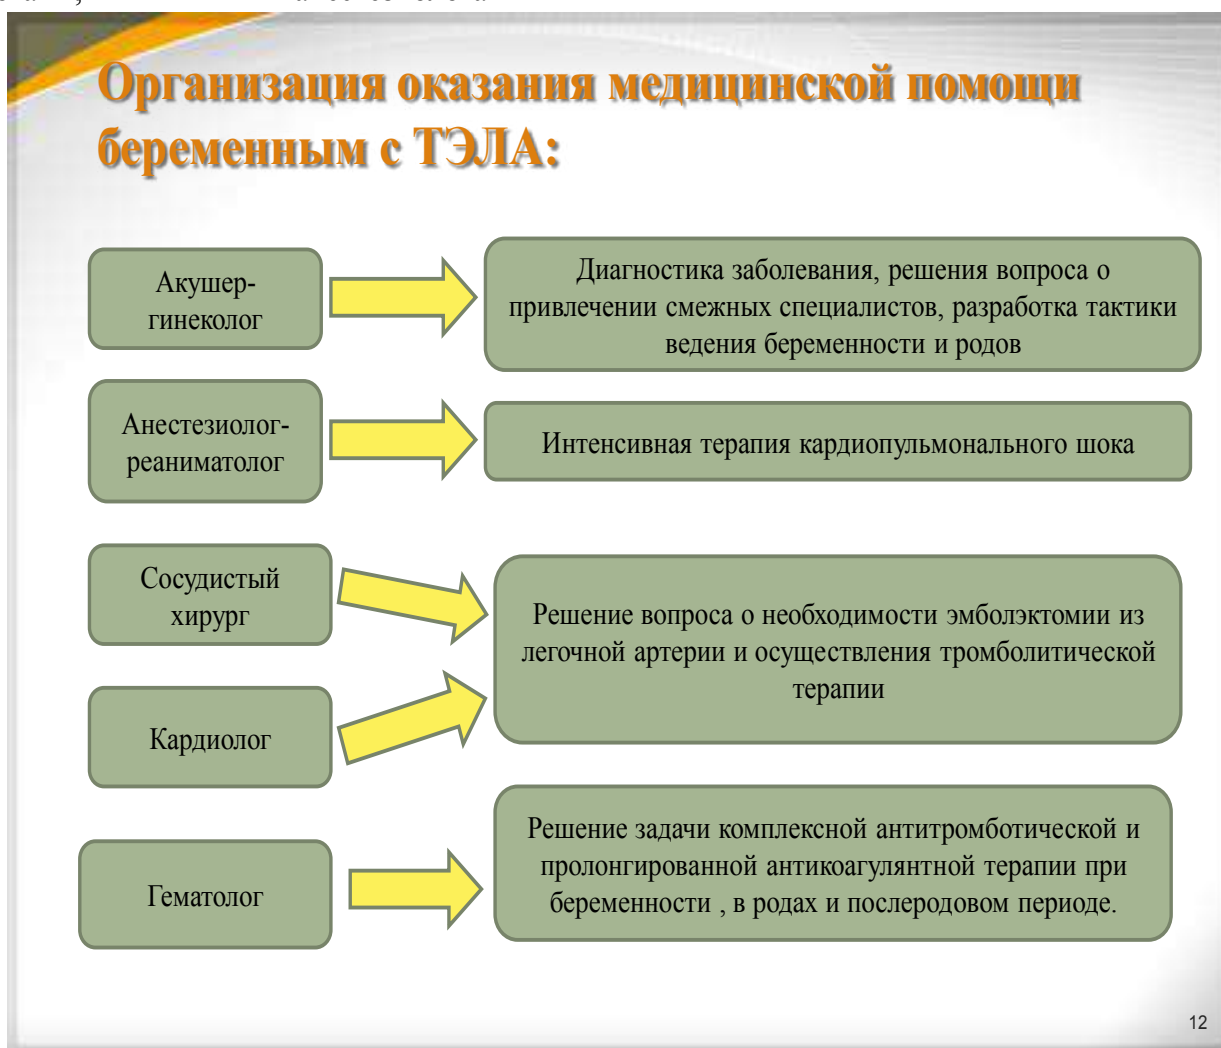 Организация оказания медицинской помощи
беременным с ТЭЛА:
Акушер-
гинеколог
Диагностика заболевания, решения вопроса о
привлечении смежных специалистов, разработка тактики
ведения беременности и родов
Анестезиолог-
реаниматолог
Интенсивная терапия кардиопульмонального шока
Сосудистый
хирург
Решение вопроса о необходимости эмболэктомии из
легочной артерии и осуществления тромболитической
терапии
Кардиолог
Гематолог
Решение задачи комплексной антитромботической и
пролонгированной антикоагулянтной терапии при
беременности , в родах и послеродовом периоде.
12